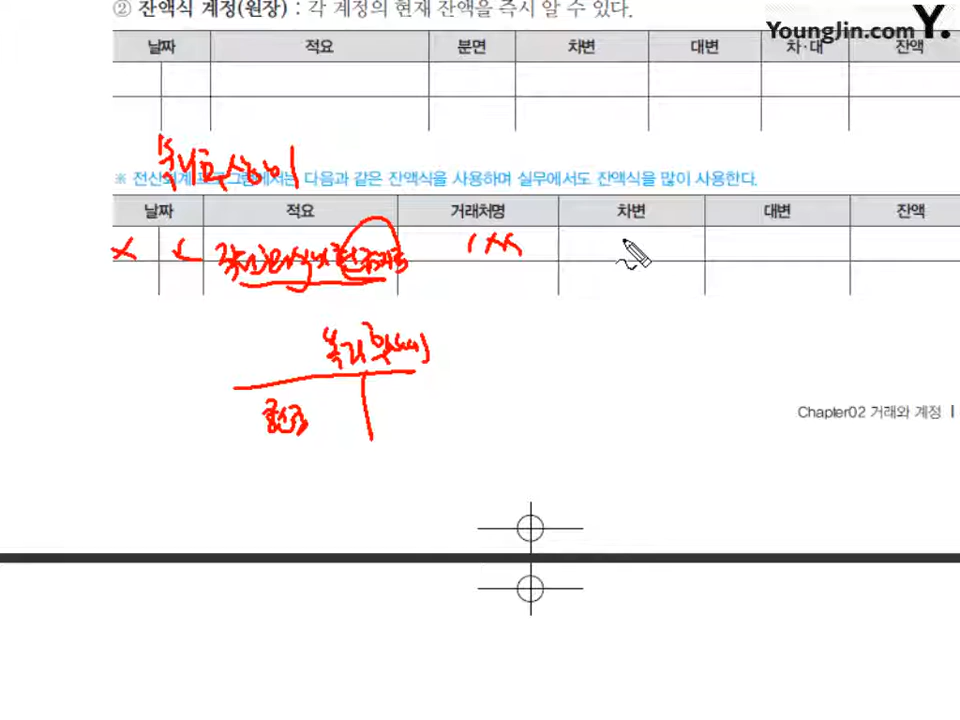 ② 잔액식 계정(원장) : 각 계정의 현재 잔액을 즉시 알 수 있다.
YoungJin.com Y.
날짜 적요 분면 차변 대변 차·대 잔액
복리후생비
※ 전산회계 프로그램에서는 다음과 같은 잔액식을 사용하며 실무에서도 잔액식을 많이 사용한다.
날짜 적요 거래처명 차변 대변 잔액
복리후생비
현금
Chapter02 거래와 계정 |